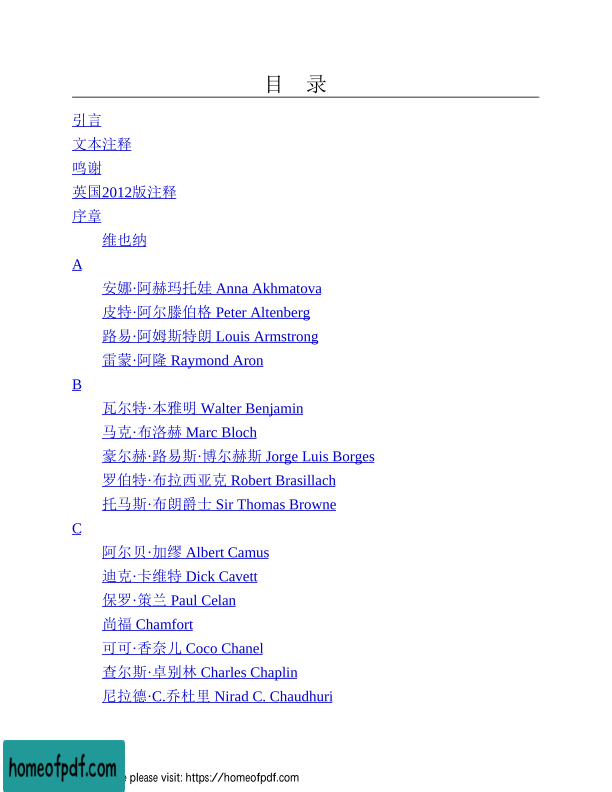 目 录
引言
文本注释
鸣谢
英国2012版注释
序章
维也纳
A
安娜·阿赫玛托娃 Anna Akhmatova
皮特·阿尔滕伯格 Peter Altenberg
路易·阿姆斯特朗 Louis Armstrong
雷蒙·阿隆 Raymond Aron
B
瓦尔特·本雅明 Walter Benjamin
马克·布洛赫 Marc Bloch
豪尔赫·路易斯·博尔赫斯 Jorge Luis Borges
罗伯特·布拉西亚克 Robert Brasillach
托马斯·布朗爵士 Sir Thomas Browne
C
阿尔贝·加缪 Albert Camus
迪克·卡维特 Dick Cavett
保罗·策兰 Paul Celan
尚福 Chamfort
可可·香奈儿 Coco Chanel
查尔斯·卓别林 Charles Chaplin
尼拉德·C.乔杜里 Nirad C. Chaudhuri
homeofpdf.com
please visit: https://homeofpdf.com